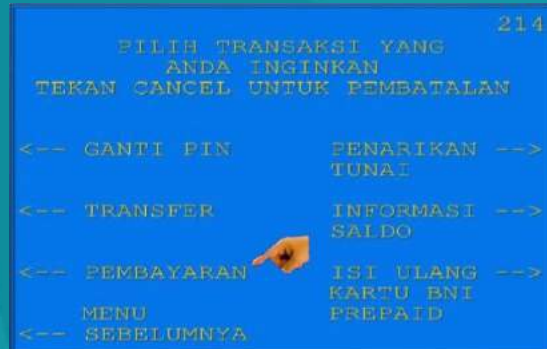 214
PILIH TRANSAKSI YANG
ANDA INGINKAN
TEKAN CANCEL UNTUK PEMBATALAN
<-- GANTI PIN
PENARIKAN -->
TUNAI
<-- TRANSFER
INFORMASI -->
SALDO
<-- PEMBAYARAN
ISI ULANG -->
KARTU BNI
PREPAID
MENU
<-- SEBELUMNYA